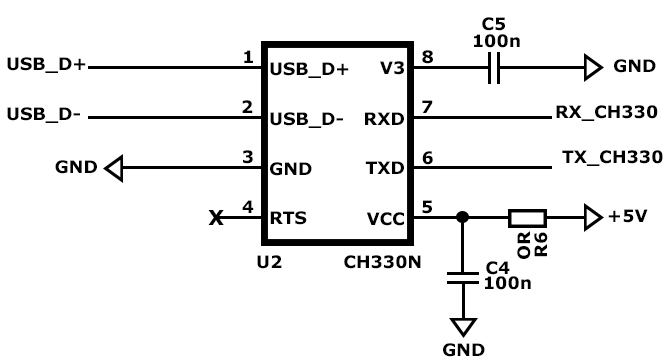 C5
100n
USB_D+ 1 USB_D+ V3 8 GND
USB_D- 2 USB_D- RXD 7 RX_CH330
GND 3 GND TXD 6 TX_CH330
X 4 RTS VCC 5 +5V
OR
R6
U2 CH330N
C4
100n
GND